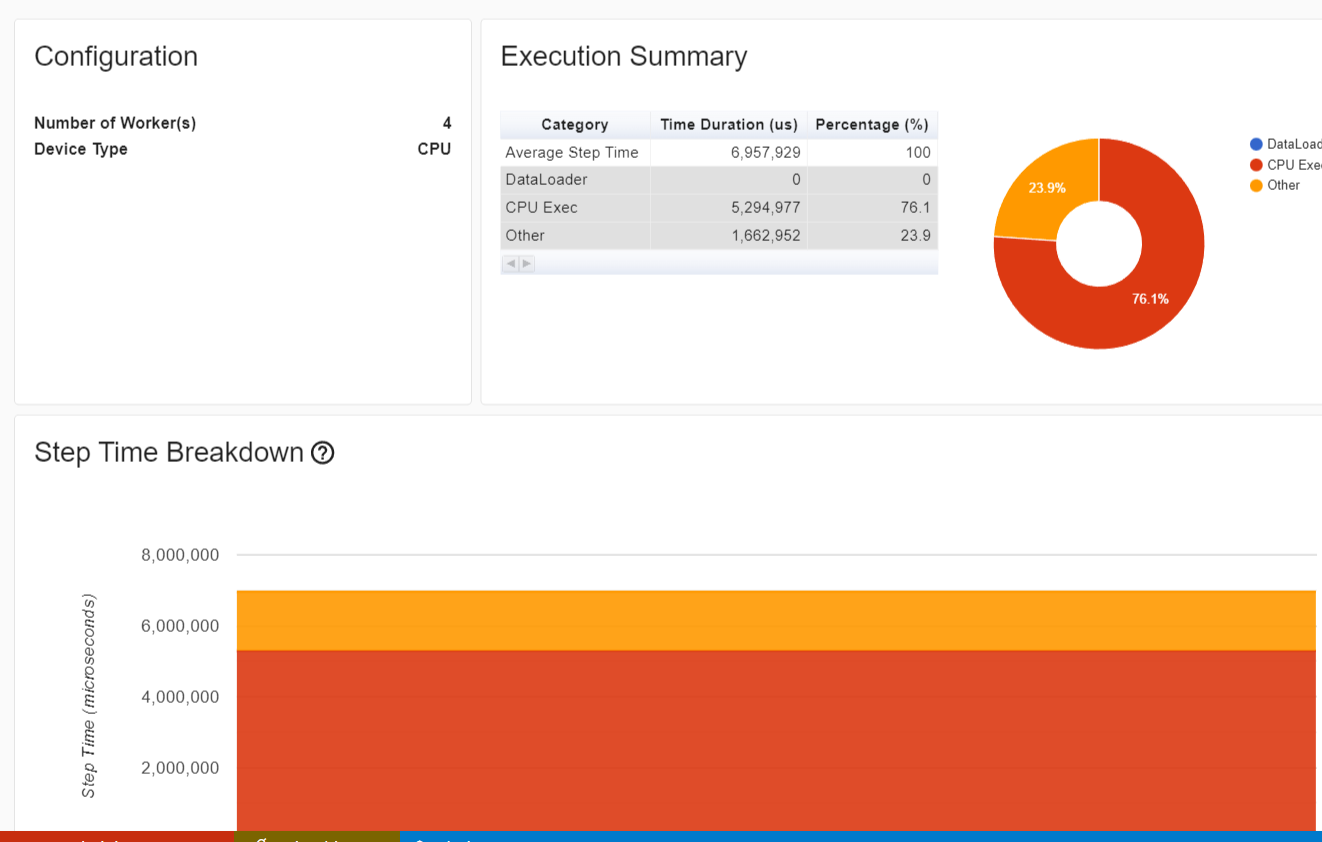 Configuration
Number of Worker(s) 4
Device Type CPU
Execution Summary
Category Time Duration (us) Percentage (%)
Average Step Time 6,957,929 100
DataLoader 0 0
CPU Exec 5,294,977 76.1
Other 1,662,952 23.9
23.9%
76.1%
DataLoad
CPU Exec
Other
Step Time Breakdown
8,000,000
6,000,000
4,000,000
2,000,000
Step Time (microseconds)